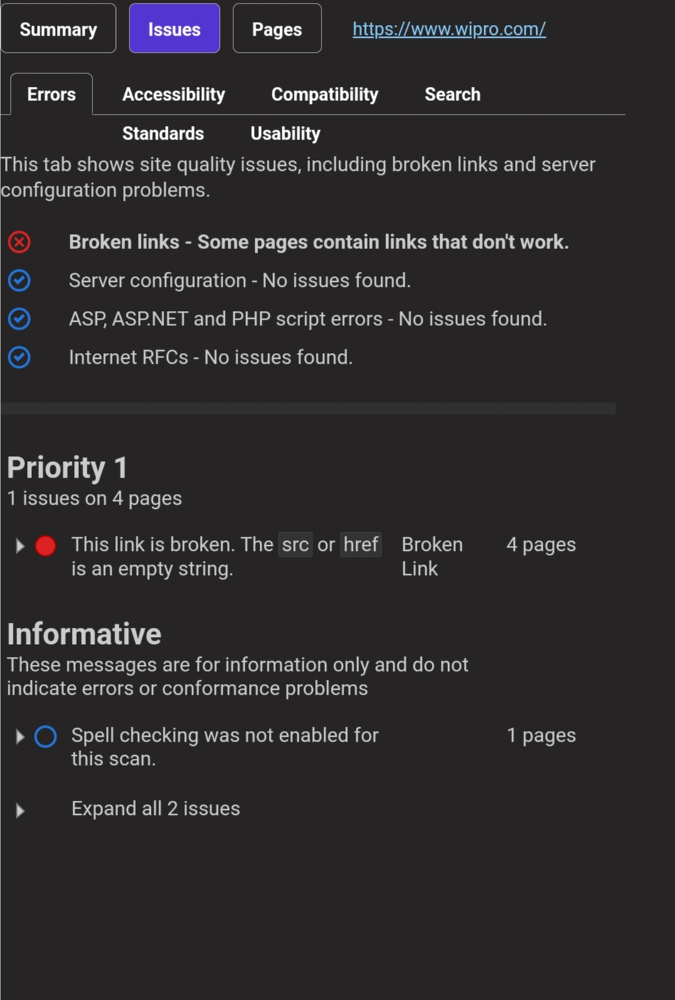 Summary Issues Pages https://www.wipro.com/
Errors Accessibility Compatibility Search
Standards Usability
This tab shows site quality issues, including broken links and server
configuration problems.
Broken links - Some pages contain links that don't work.
Server configuration - No issues found.
ASP, ASP.NET and PHP script errors - No issues found.
Internet RFCs - No issues found.
Priority 1
1 issues on 4 pages
This link is broken. The src or href Broken 4 pages
is an empty string. Link
Informative
These messages are for information only and do not
indicate errors or conformance problems
Spell checking was not enabled for 1 pages
this scan.
Expand all 2 issues